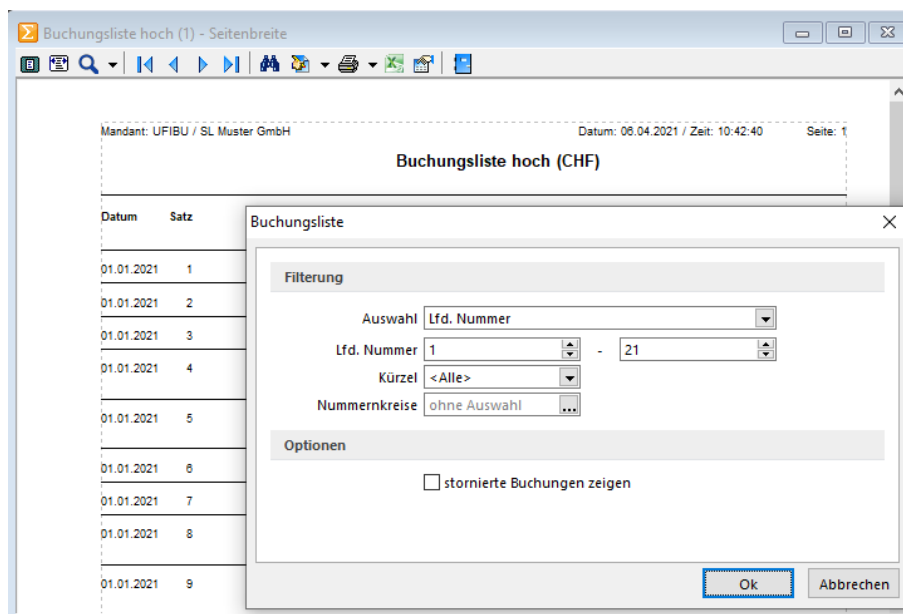 Buchungsliste hoch (1) - Seitenbreite
Mandant: UFIBU / SL Muster GmbH Datum: 06.04.2021 / Zeit: 10:42:40 Seite: 1
Buchungsliste hoch (CHF)
Datum Satz
01.01.2021 1
01.01.2021 2
01.01.2021 3
01.01.2021 4
01.01.2021 5
01.01.2021 6
01.01.2021 7
01.01.2021 8
01.01.2021 9
Buchungsliste
Filterung
Auswahl Lfd. Nummer
Lfd. Nummer 1 - 21
Kürzel <Alle>
Nummernkreise ohne Auswahl ...
Optionen
stornierte Buchungen zeigen
Ok Abbrechen